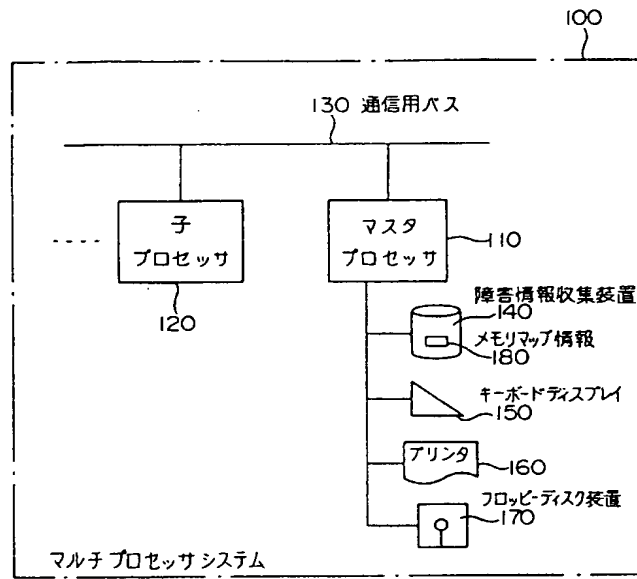 100
130 通信用バス
子
プロセッサ
120
マスタ
プロセッサ
110
障害情報収集装置
140
メモリマップ情報
180
キーボードディスプレイ
150
プリンタ
160
フロッピーディスク装置
170
マルチプロセッサシステム